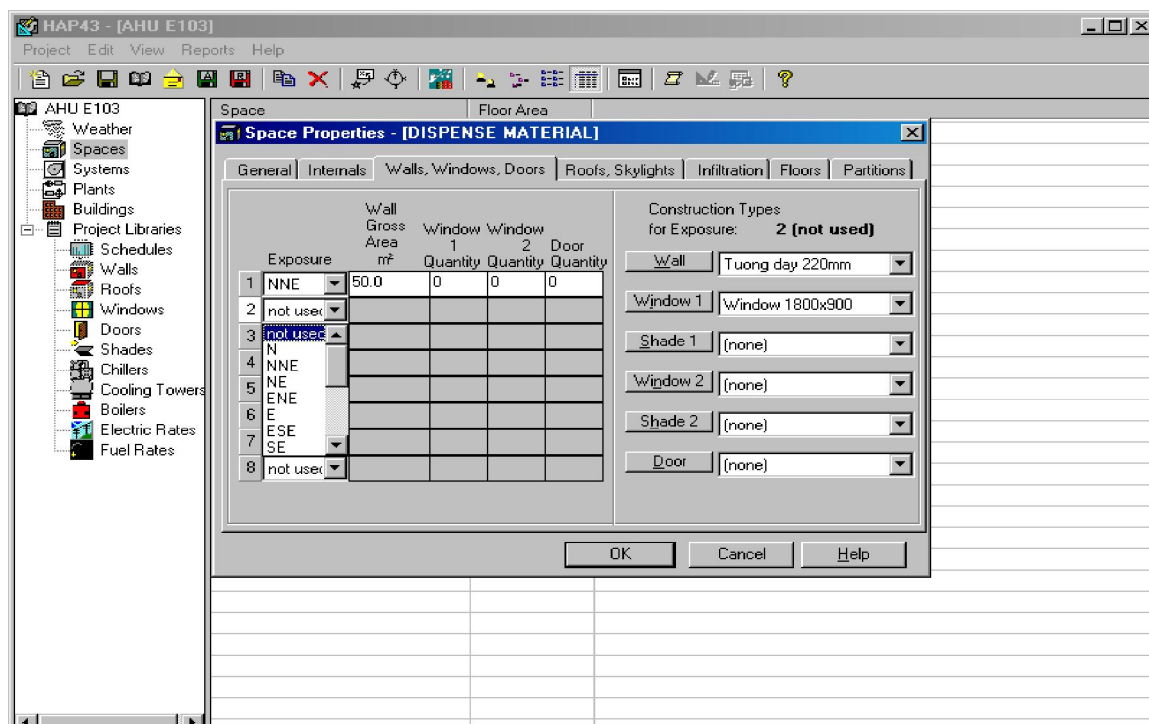 HAP43 - [AHU E103]
Project Edit View Reports Help
AHU E103
Weather
Spaces
Systems
Plants
Buildings
Project Libraries
Schedules
Walls
Roofs
Windows
Doors
Shades
Chillers
Cooling Towers
Boilers
Electric Rates
Fuel Rates
Space Floor Area
Space Properties - [DISPENSE MATERIAL]
General Internals Walls, Windows, Doors Roofs, Skylights Infiltration Floors Partitions
Exposure
Wall
Gross
Area
m²
Window
1
Quantity
Window
2
Quantity
Door
Quantity
1 NNE 50.0 0 0 0
2 not used
3 not used
N
4 NNE
5 NE
ENE
6 E
ESE
7 SE
8 not used
Construction Types
for Exposure: 2 (not used)
Wall Tuong day 220mm
Window 1 Window 1800x900
Shade 1 (none)
Window 2 (none)
Shade 2 (none)
Door (none)
OK Cancel Help